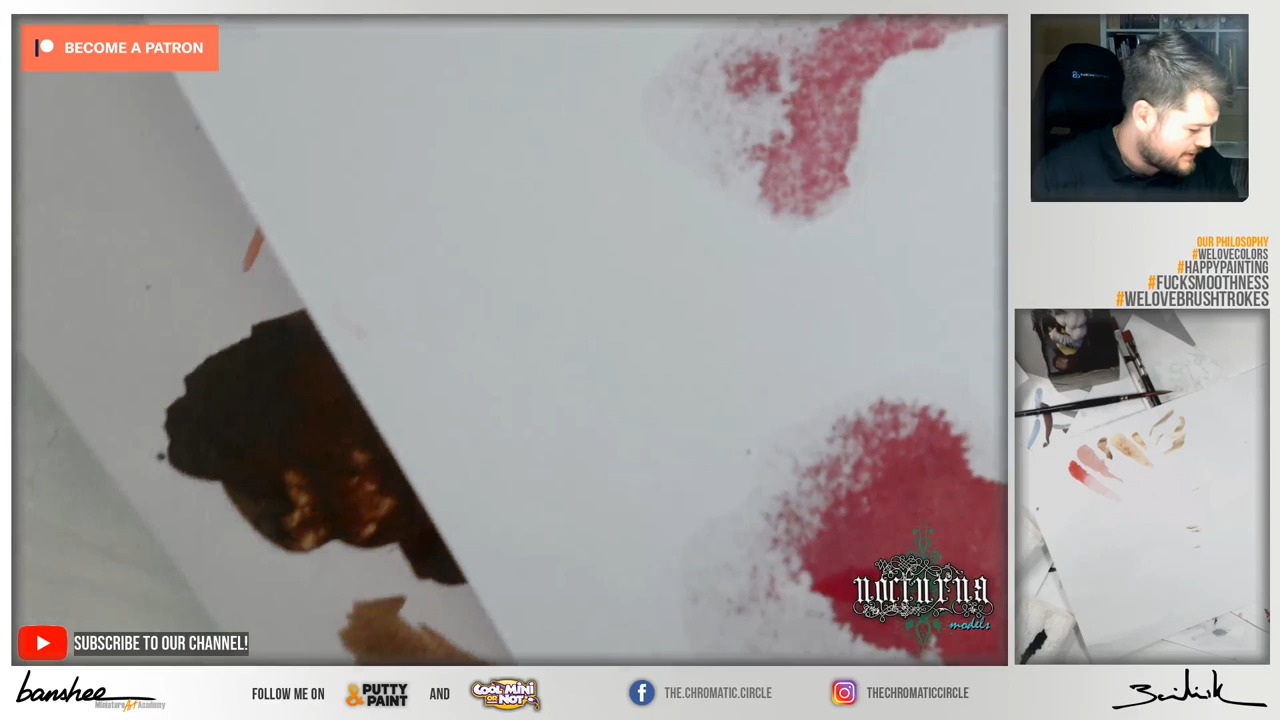 BECOME A PATRON
OUR PHILOSOPHY
#WELOVECOLORS
#HAPPYPAINTING
#FUCKSMOOTHNESS
#WELOVEBRUSHTROKES
nocturna
models
SUBSCRIBE TO OUR CHANNEL!
banshee
Miniature Art Academy
FOLLOW ME ON
PUTTY
& PAINT
AND
COOL MINI
OR NOT
THE.CHROMATIC.CIRCLE
THECHROMATICCIRCLE